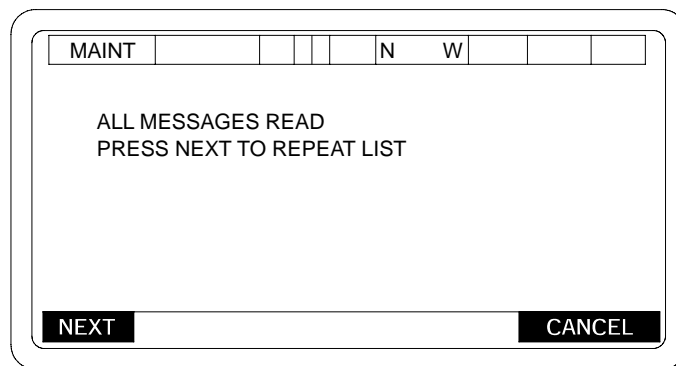 MAINT N W
ALL MESSAGES READ
PRESS NEXT TO REPEAT LIST
NEXT CANCEL